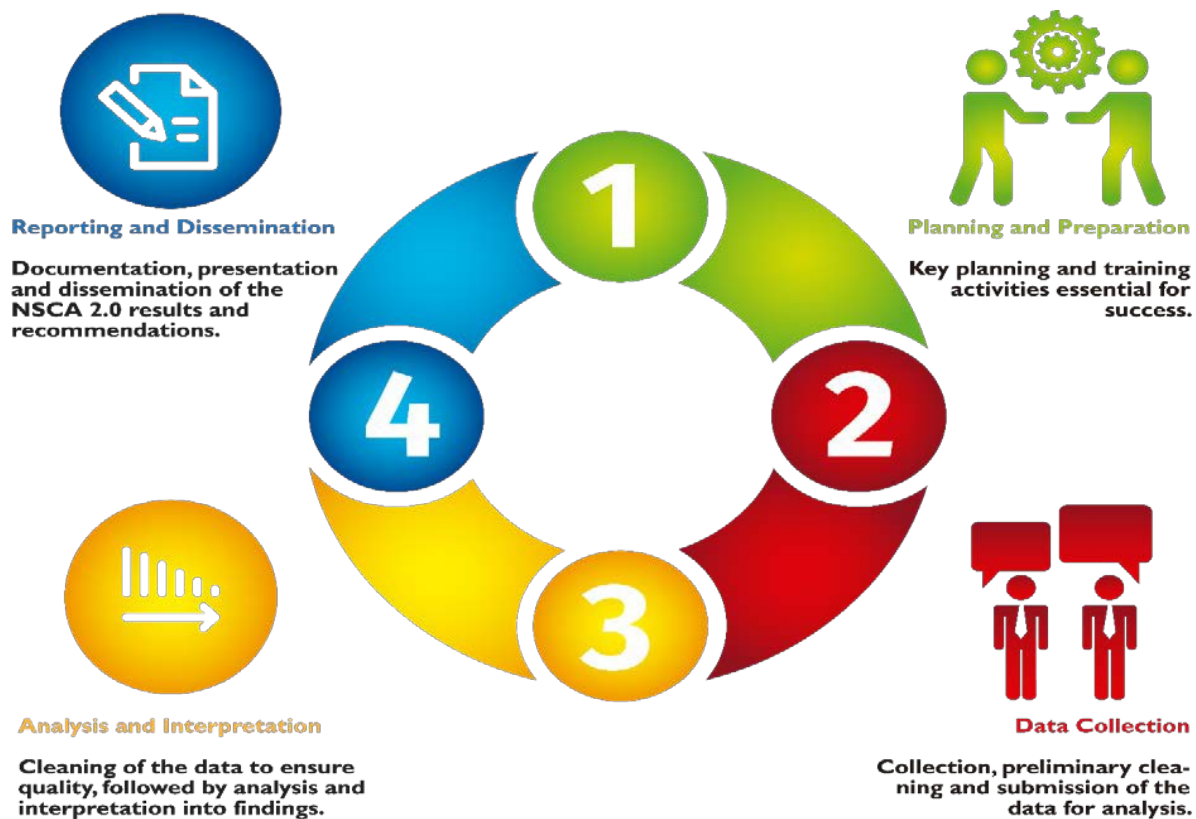 1
Planning and Preparation
Key planning and training
activities essential for
success.
2
Data Collection
Collection, preliminary clea-
ning and submission of the
data for analysis.
3
Analysis and Interpretation
Cleaning of the data to ensure
quality, followed by analysis and
interpretation into findings.
4
Reporting and Dissemination
Documentation, presentation
and dissemination of the
NSCA 2.0 results and
recommendations.